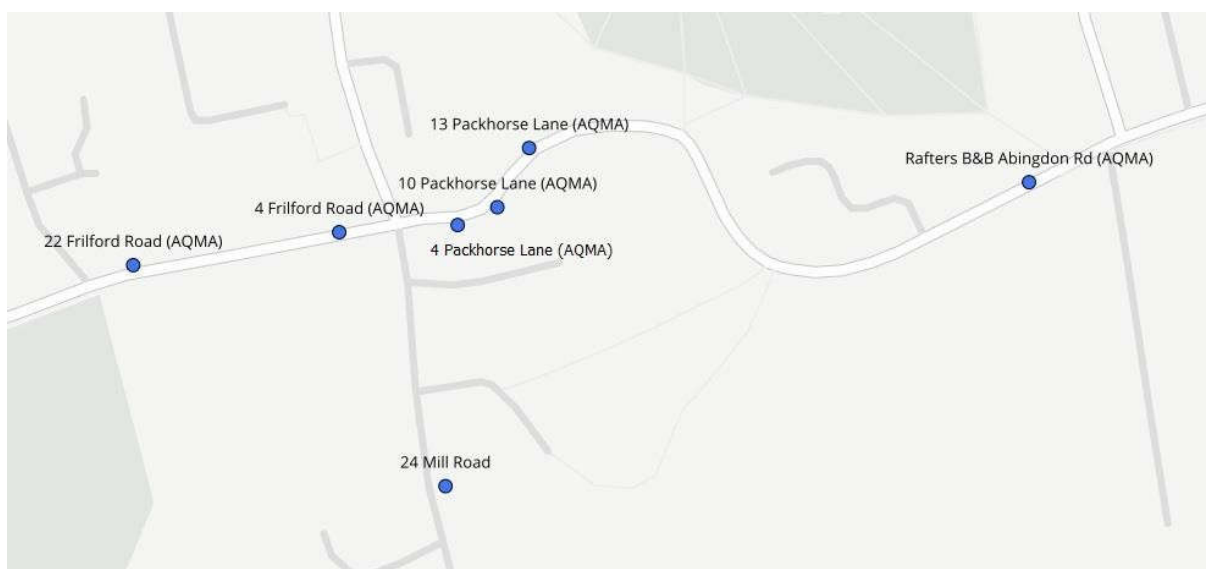 13 Packhorse Lane (AQMA)
Rafters B&B Abingdon Rd (AQMA)
10 Packhorse Lane (AQMA)
4 Frilford Road (AQMA)
22 Frilford Road (AQMA)
4 Packhorse Lane (AQMA)
24 Mill Road